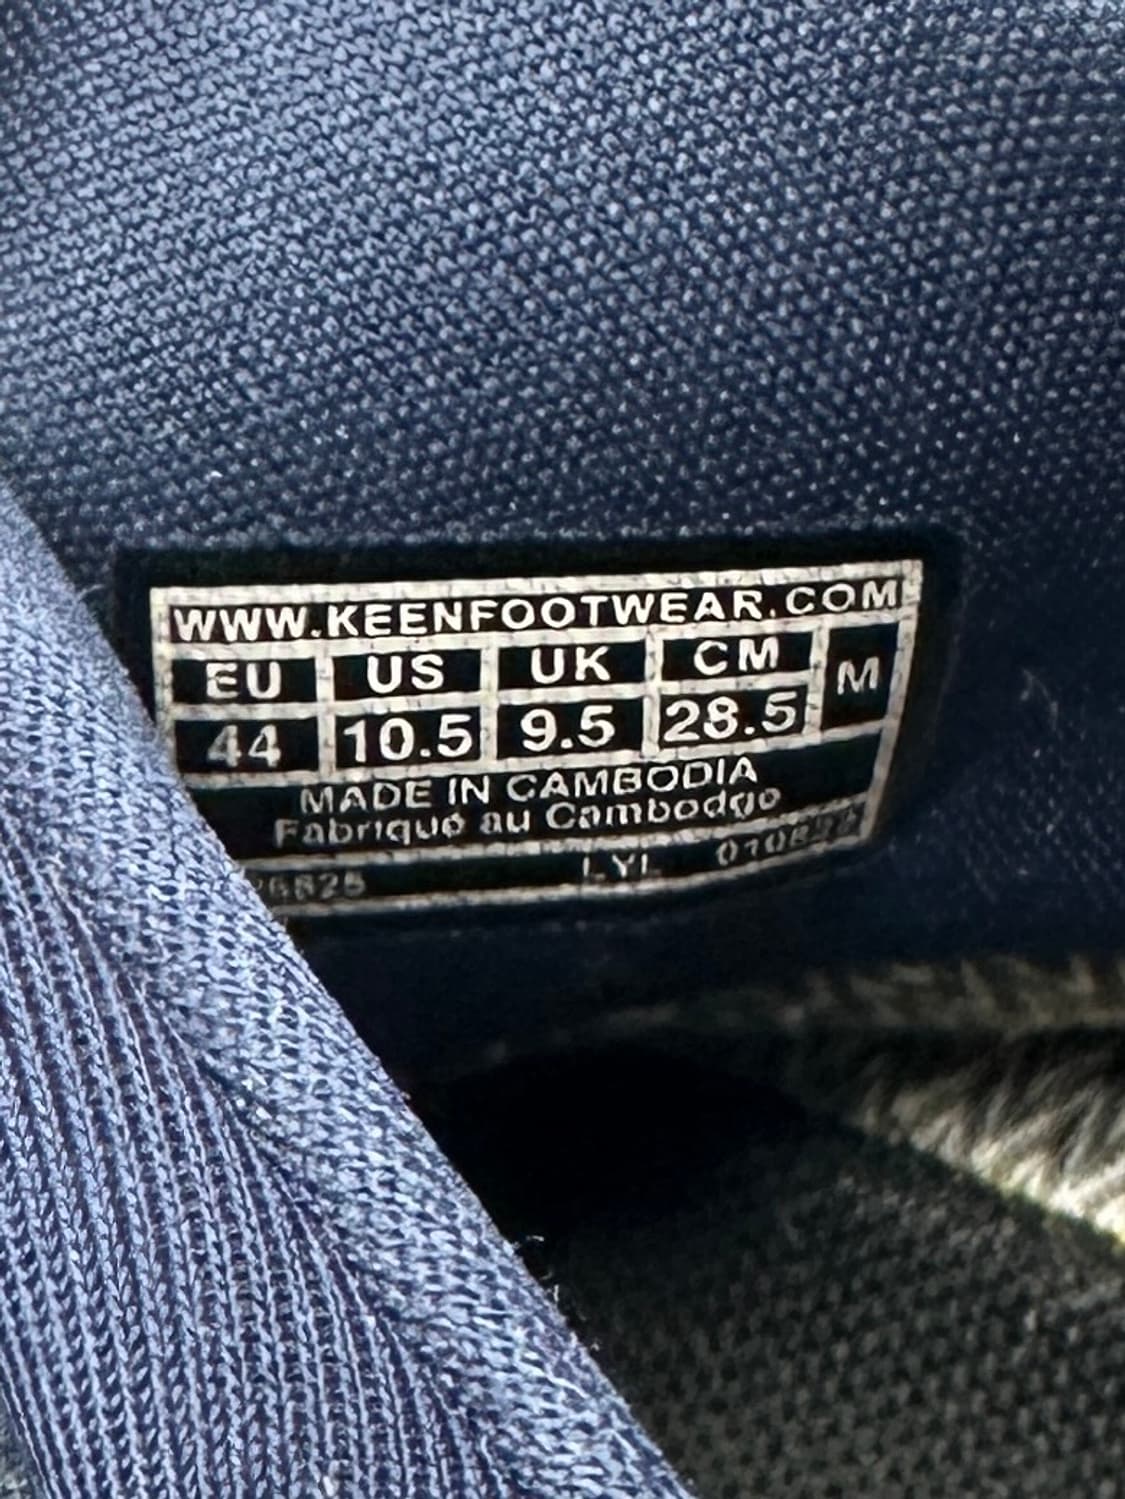 WWW.KEENFOOTWEAR.COM
EU US UK CM M
44 10.5 9.5 28.5
MADE IN CAMBODIA
Fabriqué au Cambodge
LYL